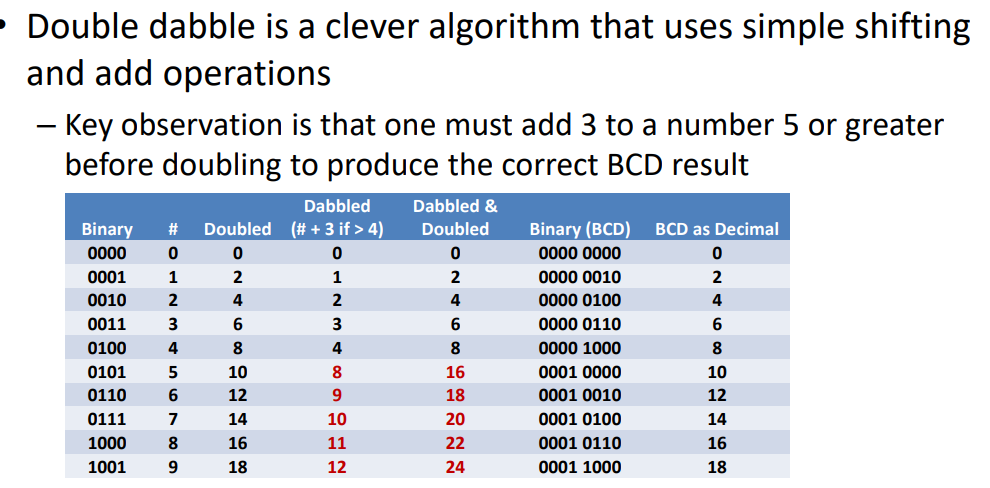 • Double dabble is a clever algorithm that uses simple shifting
and add operations
– Key observation is that one must add 3 to a number 5 or greater
before doubling to produce the correct BCD result
Binary # Doubled Dabbled (# + 3 if > 4) Dabbled & Doubled Binary (BCD) BCD as Decimal
0000 0 0 0 0 0000 0000 0
0001 1 2 1 2 0000 0010 2
0010 2 4 2 4 0000 0100 4
0011 3 6 3 6 0000 0110 6
0100 4 8 4 8 0000 1000 8
0101 5 10 8 16 0001 0000 10
0110 6 12 9 18 0001 0010 12
0111 7 14 10 20 0001 0100 14
1000 8 16 11 22 0001 0110 16
1001 9 18 12 24 0001 1000 18